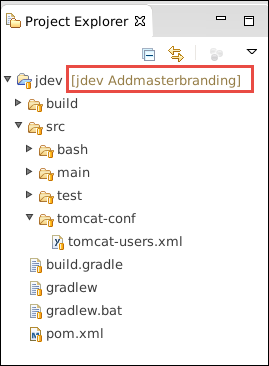 Project Explorer
jdev [jdev Addmasterbranding]
build
src
bash
main
test
tomcat-conf
tomcat-users.xml
build.gradle
gradlew
gradlew.bat
pom.xml